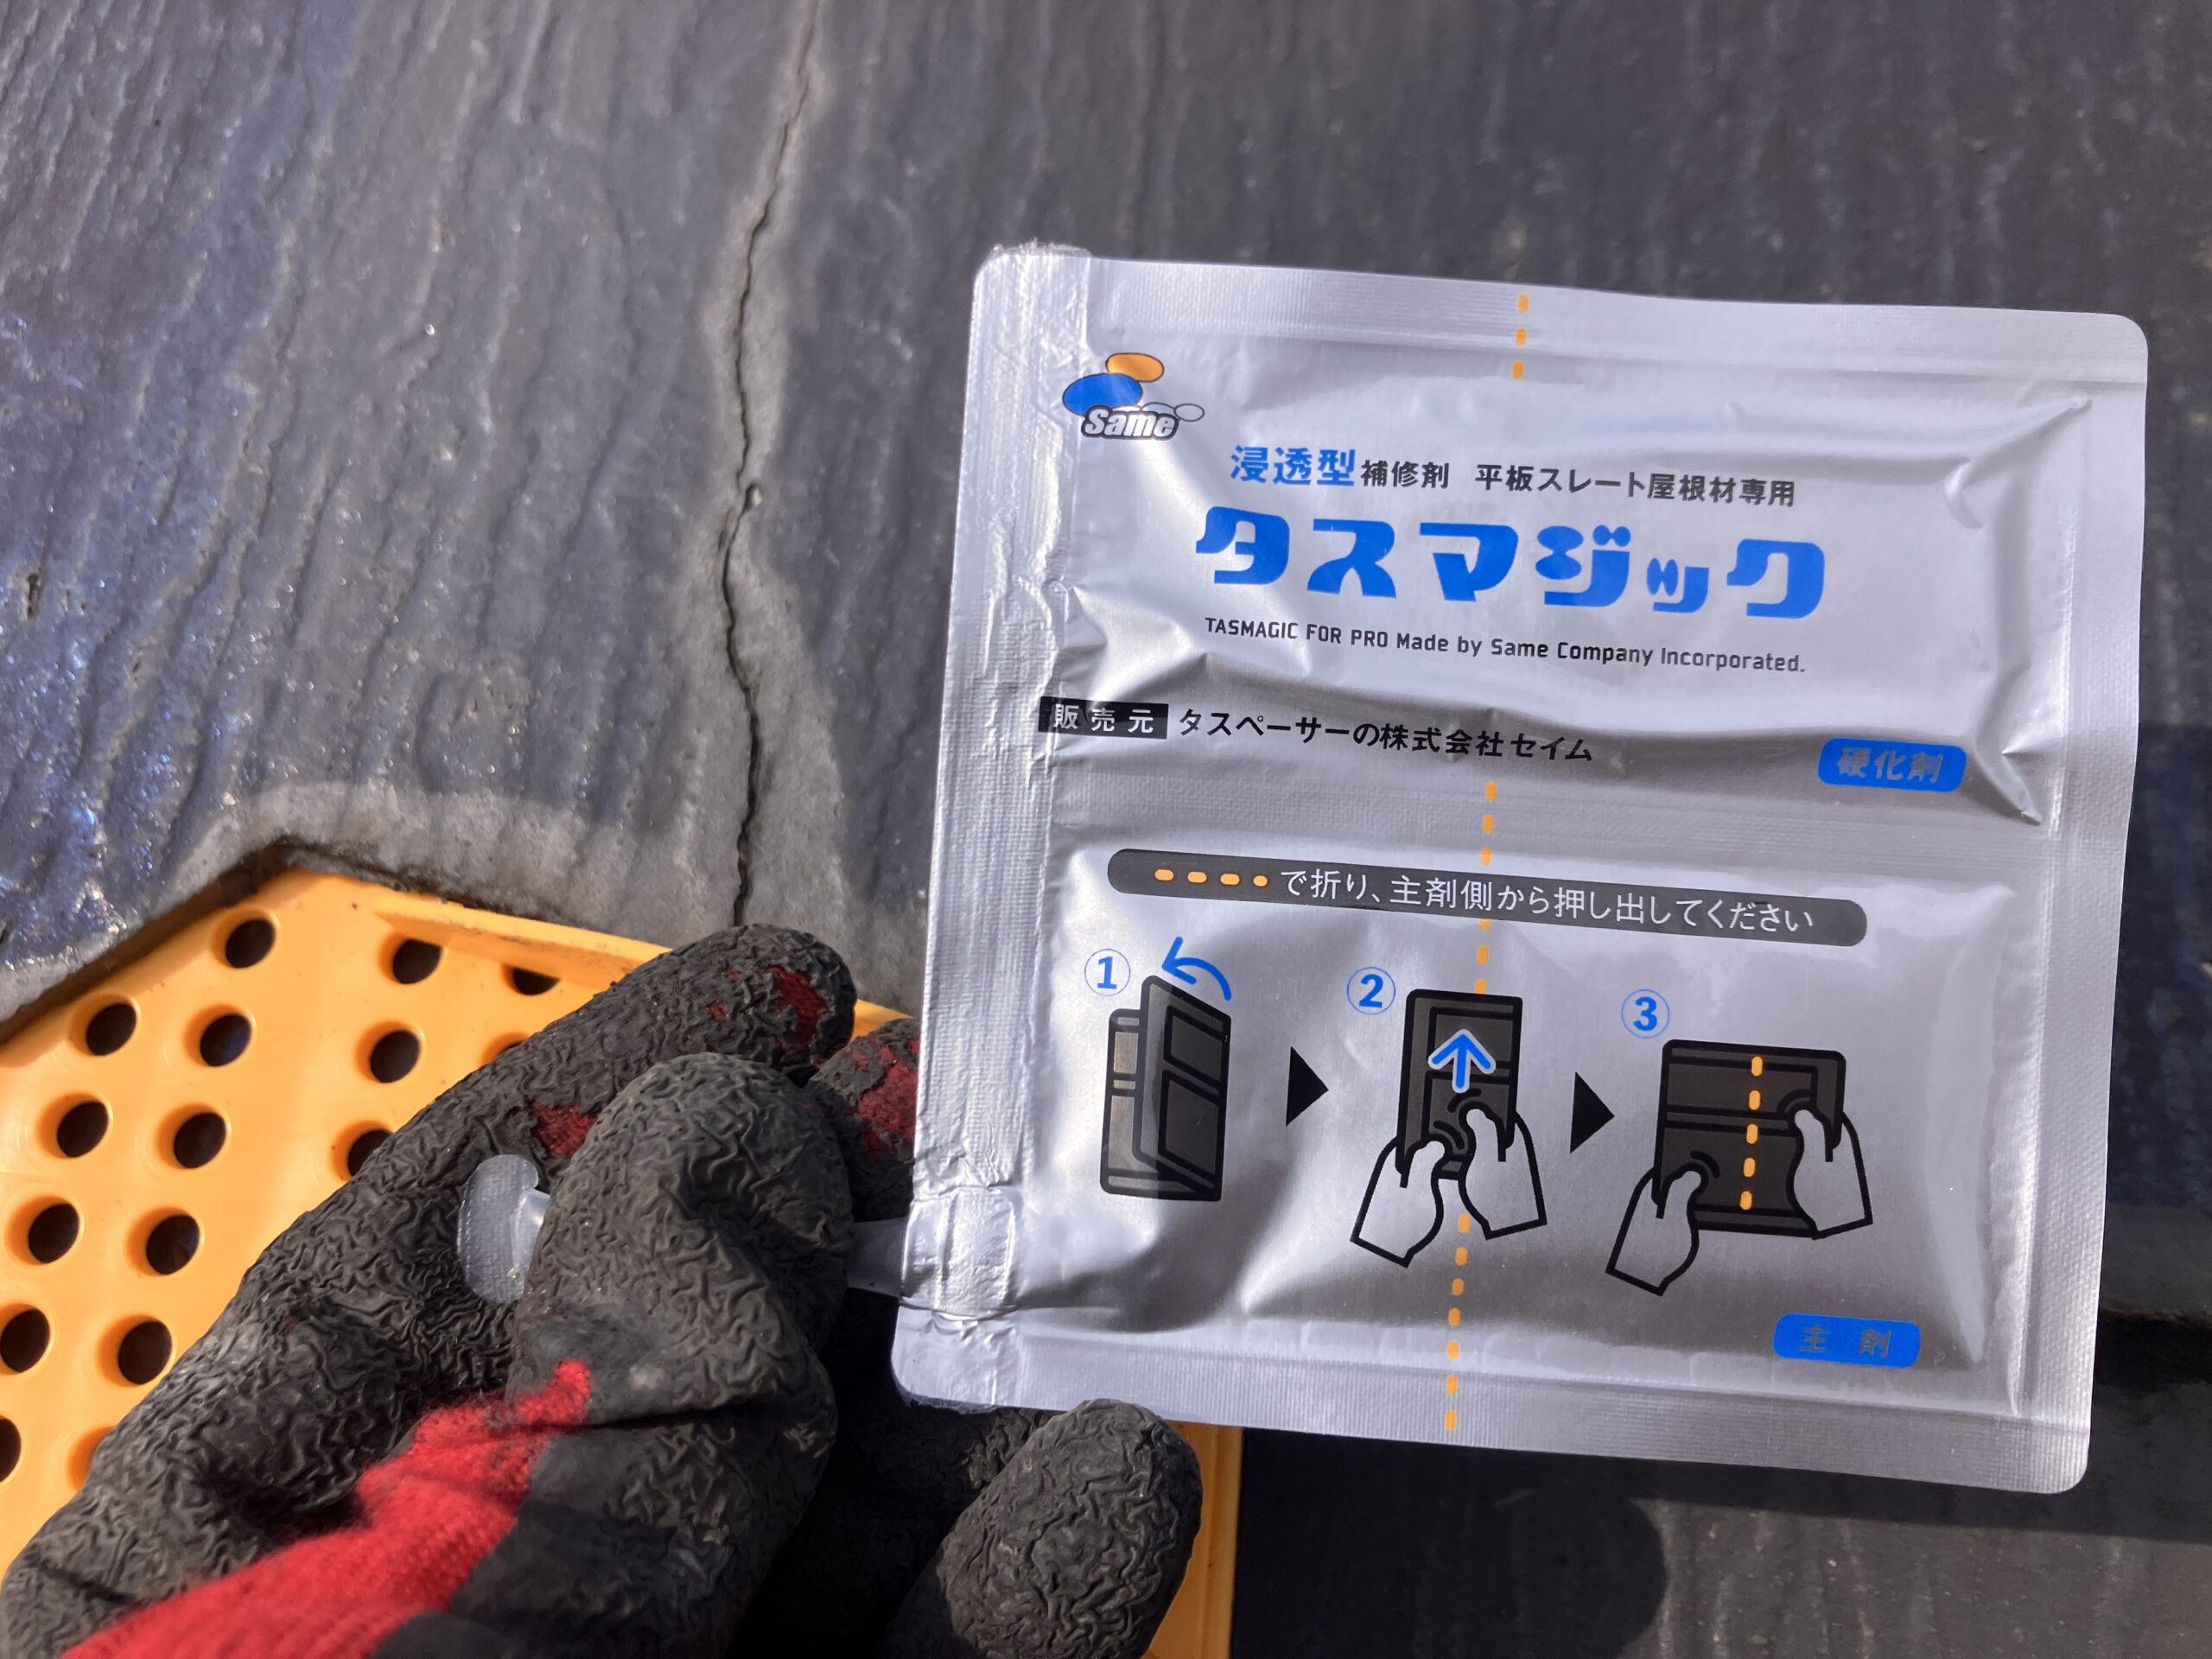 Same
浸透型補修剤 平板スレート屋根材専用
タスマジック
TASMAGIC FOR PRO Made by Same Company Incorporated.
販売元 タスペーサーの株式会社セイム
硬化剤
で折り、主剤側から押し出してください
① ② ③
主剤